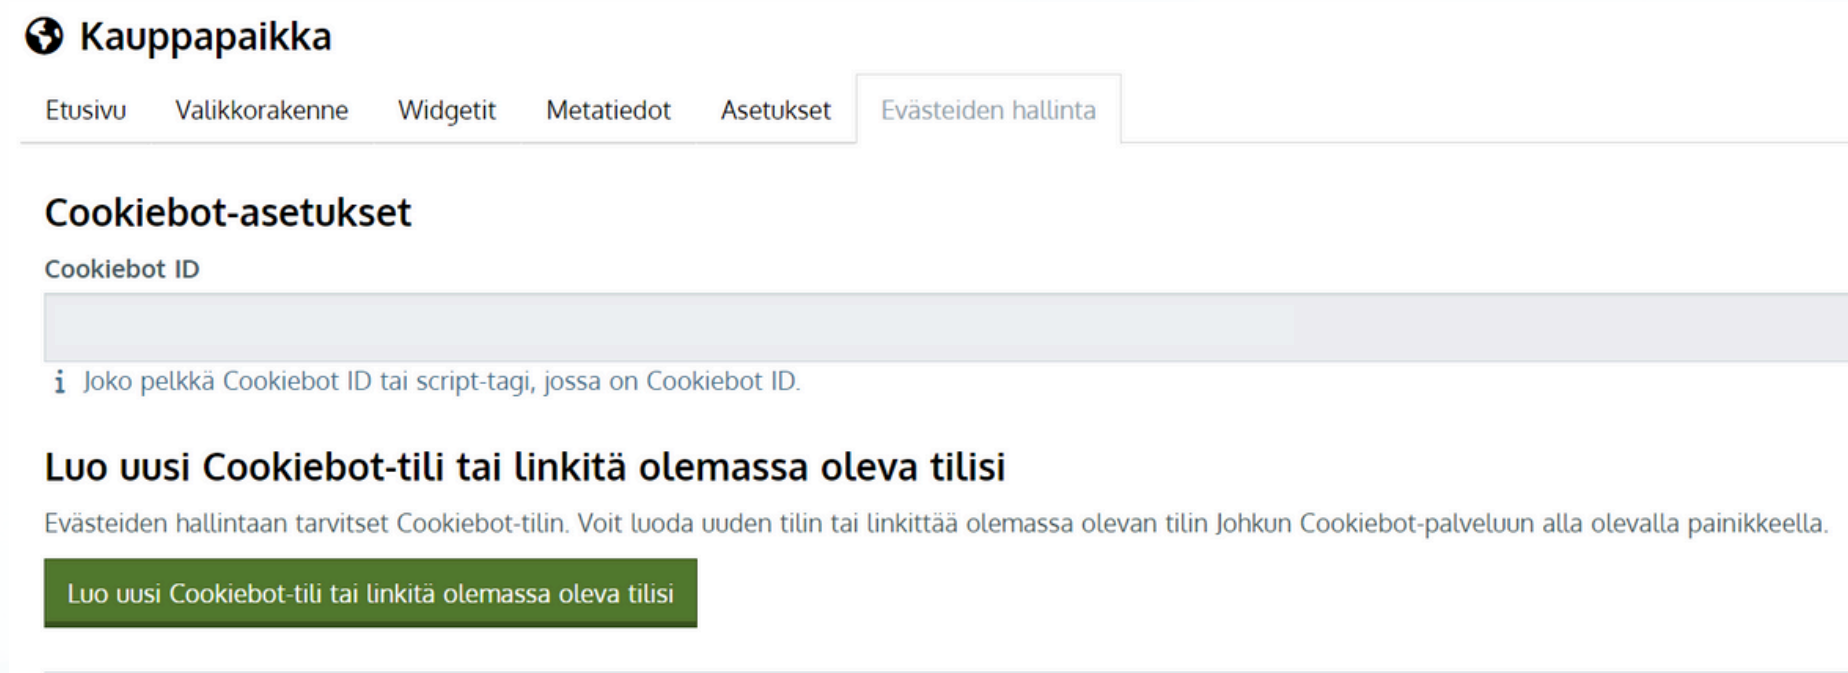 Kauppapaikka
Etusivu Valikkorakenne Widgetit Metatiedot Asetukset Evästeiden hallinta
Cookiebot-asetukset
Cookiebot ID
i Joko pelkkä Cookiebot ID tai script-tagi, jossa on Cookiebot ID.
Luo uusi Cookiebot-tili tai linkitä olemassa oleva tilisi
Evästeiden hallintaan tarvitset Cookiebot-tilin. Voit luoda uuden tilin tai linkittää olemassa olevan tilin Johkun Cookiebot-palveluun alla olevalla painikkeella.
Luo uusi Cookiebot-tili tai linkitä olemassa oleva tilisi